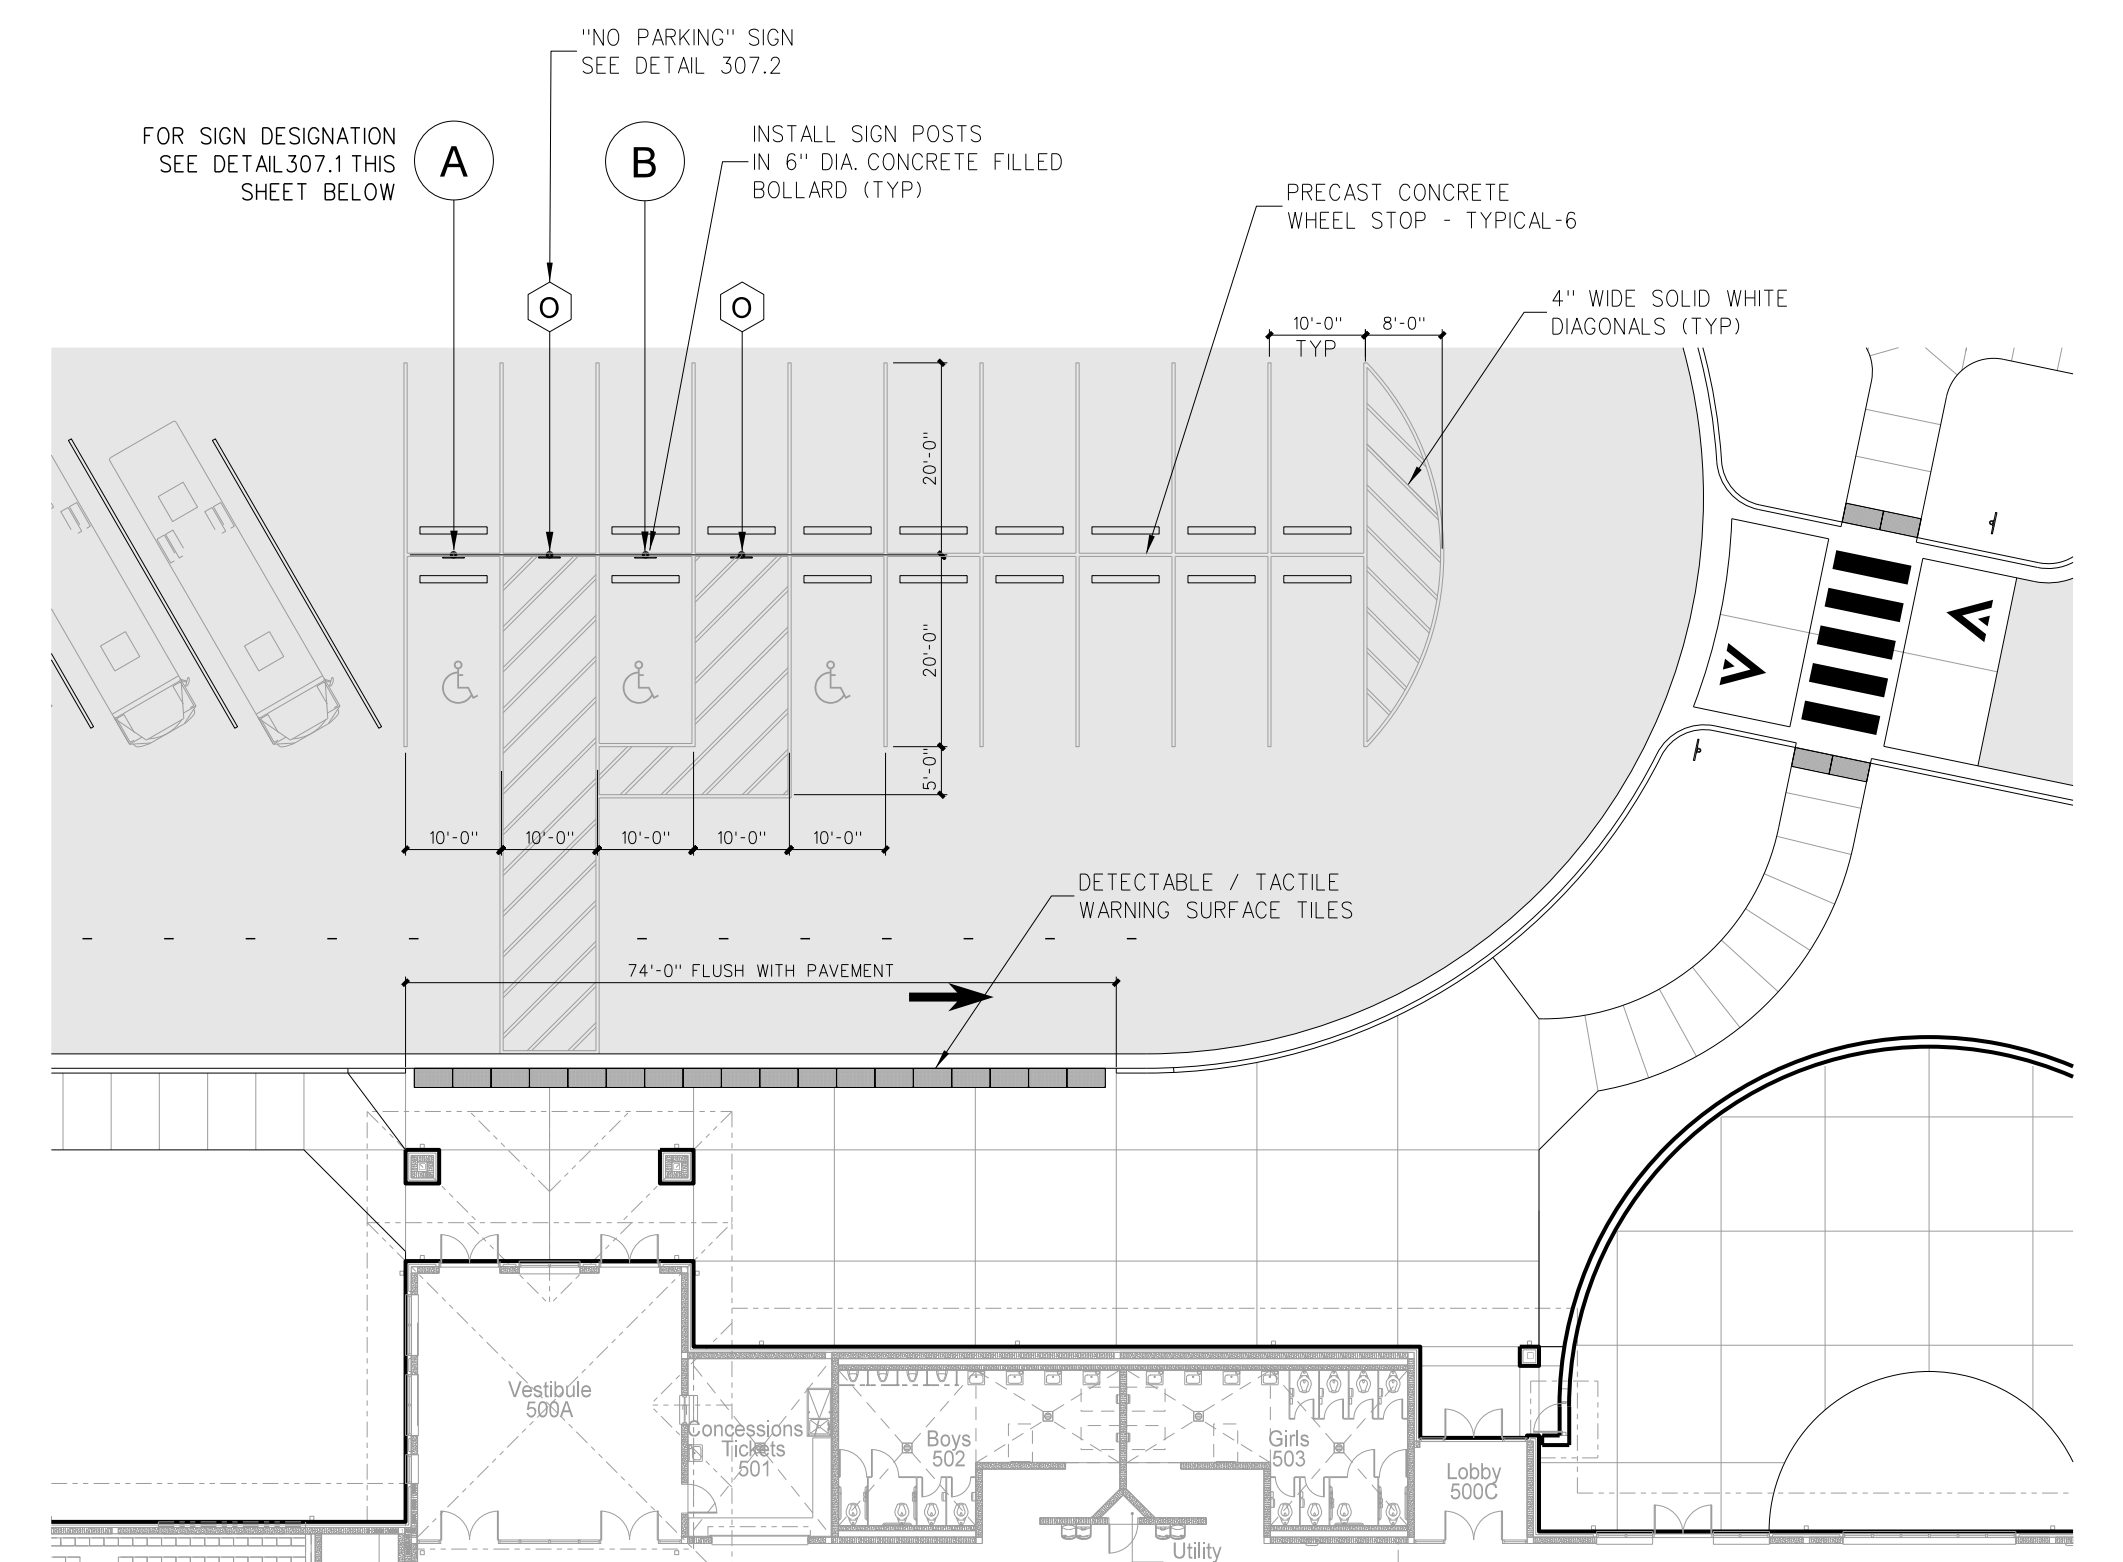 "NO PARKING" SIGN
SEE DETAIL 307.2
FOR SIGN DESIGNATION
SEE DETAIL307.1 THIS
SHEET BELOW
A
B
INSTALL SIGN POSTS
IN 6" DIA. CONCRETE FILLED
BOLLARD (TYP)
PRECAST CONCRETE
WHEEL STOP - TYPICAL-6
4" WIDE SOLID WHITE
DIAGONALS (TYP)
O
O
10'-0"
TYP
8'-0"
20'-0"
20'-0"
5'-0"
10'-0"
10'-0"
10'-0"
10'-0"
10'-0"
DETECTABLE / TACTILE
WARNING SURFACE TILES
74'-0" FLUSH WITH PAVEMENT
Vestibule
500A
Concessions
Tickets
501
Boys
502
Girls
503
Lobby
500C
Utility